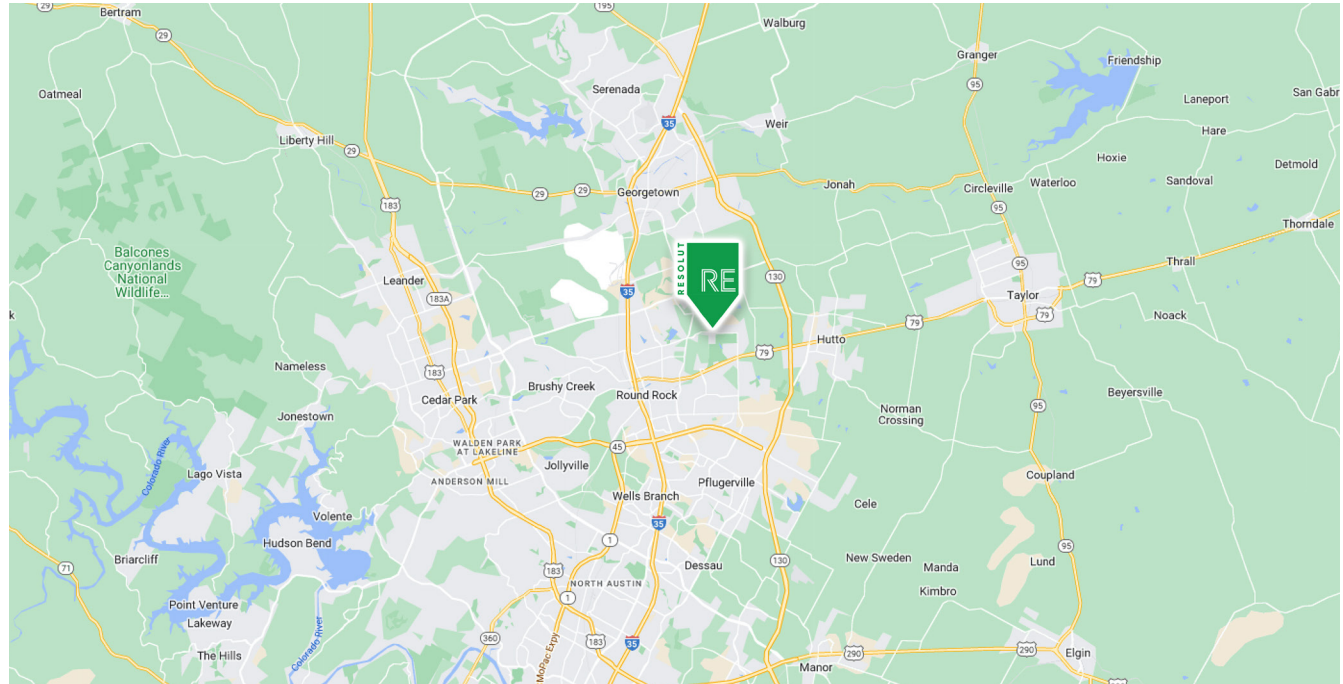 Bertram
29
195
Walburg
29
Granger
Friendship
95
Oatmeal
Serenada
Laneport
San Gabr
35
Weir
Hare
Liberty Hill
29
Hoxie
Detmold
29
29
Georgetown
Jonah
Circleville
Waterloo
Sandoval
183
95
Thorndale
Balcones
Canyonlands
National
Wildlife...
RESOLUT
RE
130
95
Thrall
79
Leander
183A
35
Taylor
79
Noack
k
79
Hutto
79
Nameless
183
Brushy Creek
Round Rock
Beyersville
Cedar Park
95
Norman
Crossing
Jonestown
WALDEN PARK
AT LAKELINE
45
Colorado River
Lago Vista
Jollyville
Coupland
ANDERSON MILL
Pflugerville
Wells Branch
Cele
Volente
35
Hudson Bend
1
95
Briarcliff
71
183
Dessau
130
New Sweden
Manda
Lund
NORTH AUSTIN
Kimbro
Point Venture
1
Lakeway
Colorado River
360
MoPac Expy
183
35
The Hills
Manor
290
290
Elgin